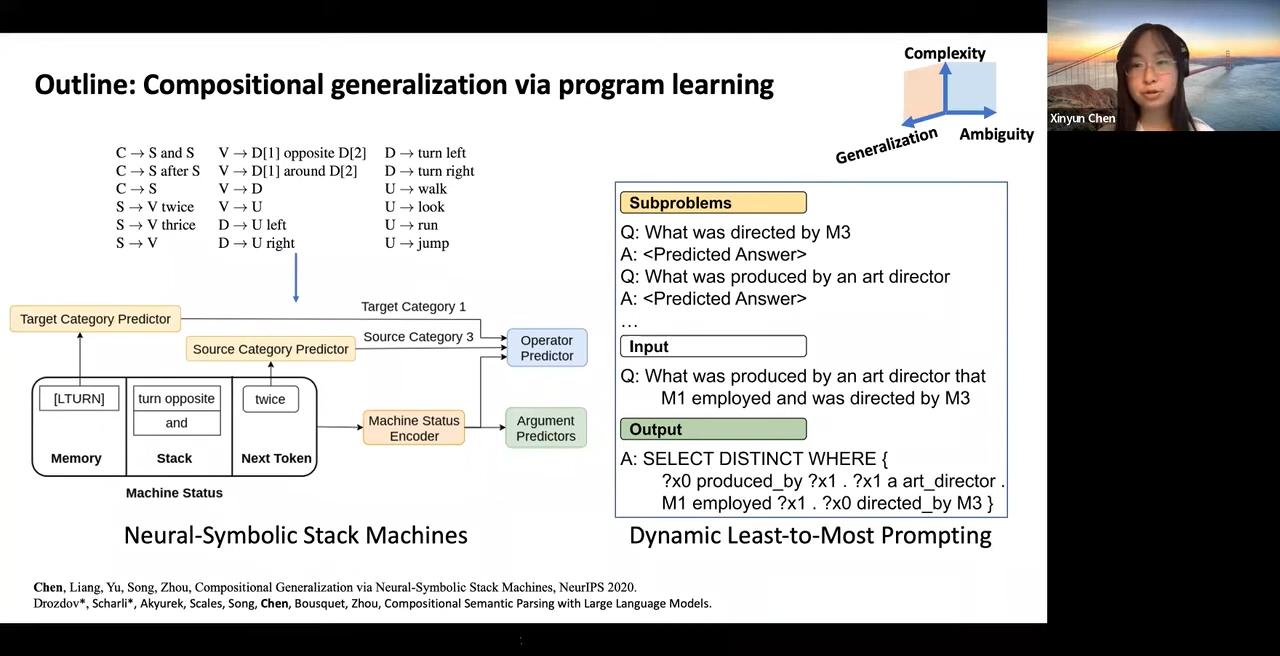 Outline: Compositional generalization via program learning
Complexity
Generalization
Ambiguity
Xinyun Chen
C → S and S
C → S after S
C → S
S → V twice
S → V thrice
S → V
V → D[1] opposite D[2]
V → D[1] around D[2]
V → D
V → U
D → U left
D → U right
D → turn left
D → turn right
U → walk
U → look
U → run
U → jump
Target Category Predictor
Target Category 1
Source Category Predictor
Source Category 3
Operator
Predictor
[LTURN]
turn opposite
and
twice
Memory
Stack
Next Token
Machine Status
Machine Status
Encoder
Argument
Predictors
Neural-Symbolic Stack Machines
Subproblems
Q: What was directed by M3
A: <Predicted Answer>
Q: What was produced by an art director
A: <Predicted Answer>
…
Input
Q: What was produced by an art director that
M1 employed and was directed by M3
Output
A: SELECT DISTINCT WHERE {
?x0 produced_by ?x1 . ?x1 a art_director .
M1 employed ?x1 . ?x0 directed_by M3 }
Dynamic Least-to-Most Prompting
Chen, Liang, Yu, Song, Zhou, Compositional Generalization via Neural-Symbolic Stack Machines, NeurIPS 2020.
Drozdov*, Scharli*, Akyurek, Scales, Song, Chen, Bousquet, Zhou, Compositional Semantic Parsing with Large Language Models.